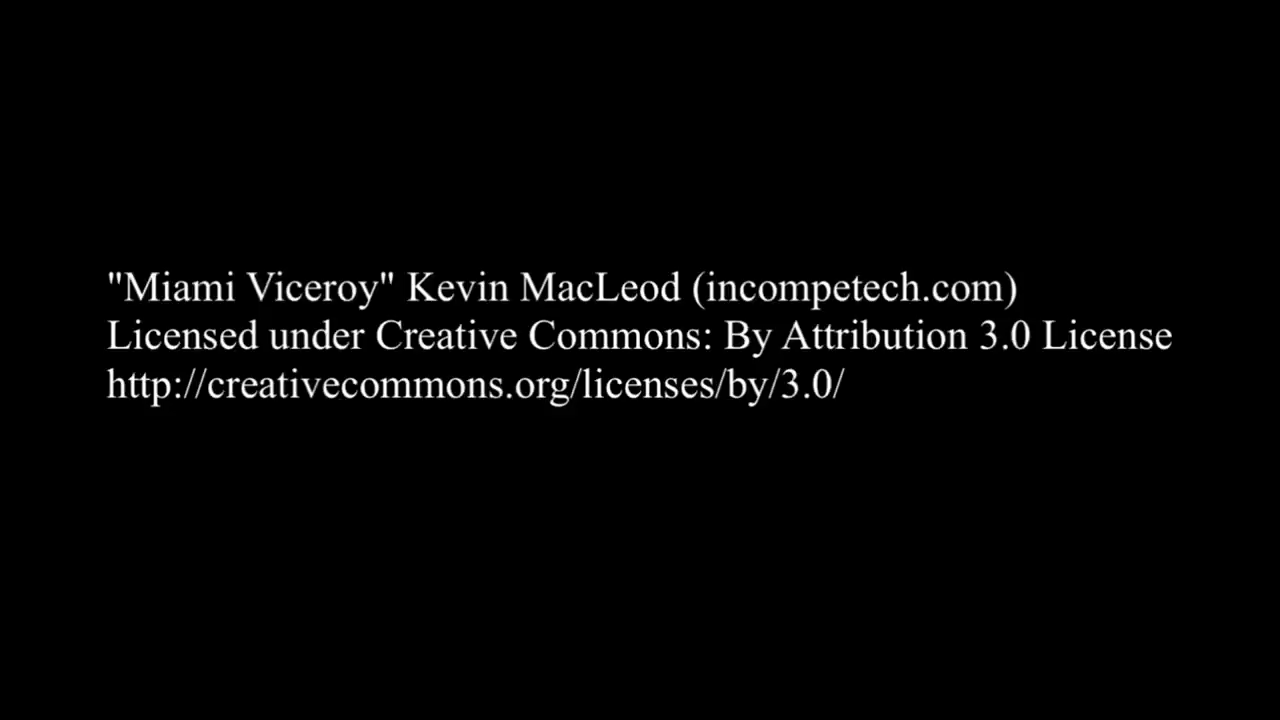 "Miami Viceroy" Kevin MacLeod (incompetech.com)
Licensed under Creative Commons: By Attribution 3.0 License
http://creativecommons.org/licenses/by/3.0/